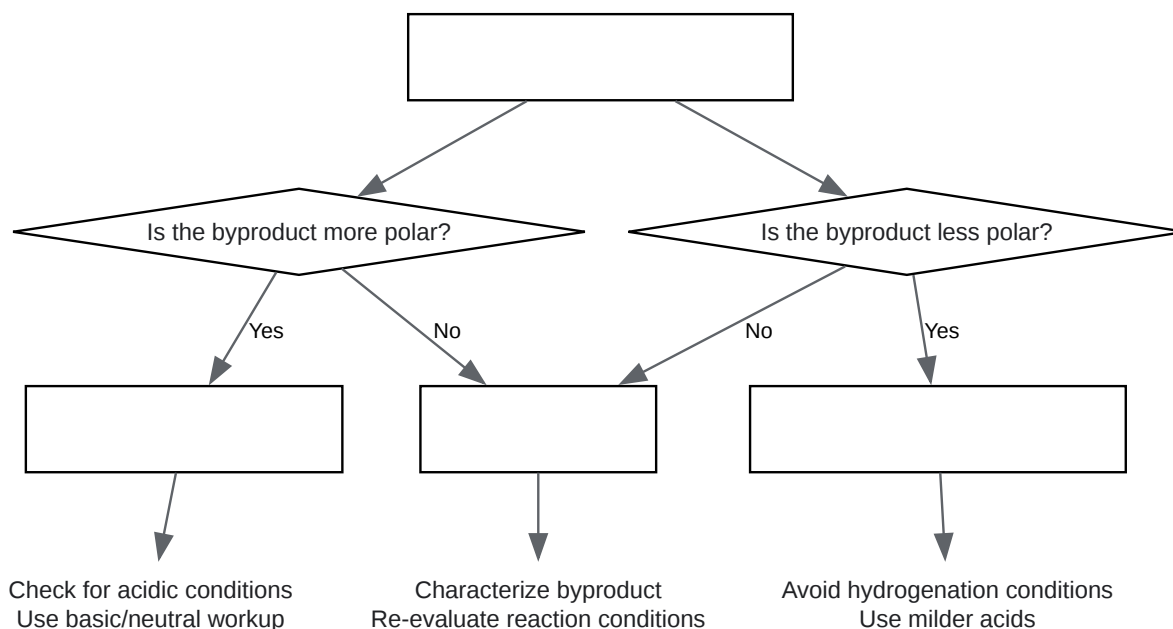 Is the byproduct more polar?
Is the byproduct less polar?
Yes
No
No
Yes
Check for acidic conditions
Use basic/neutral workup
Characterize byproduct
Re-evaluate reaction conditions
Avoid hydrogenation conditions
Use milder acids